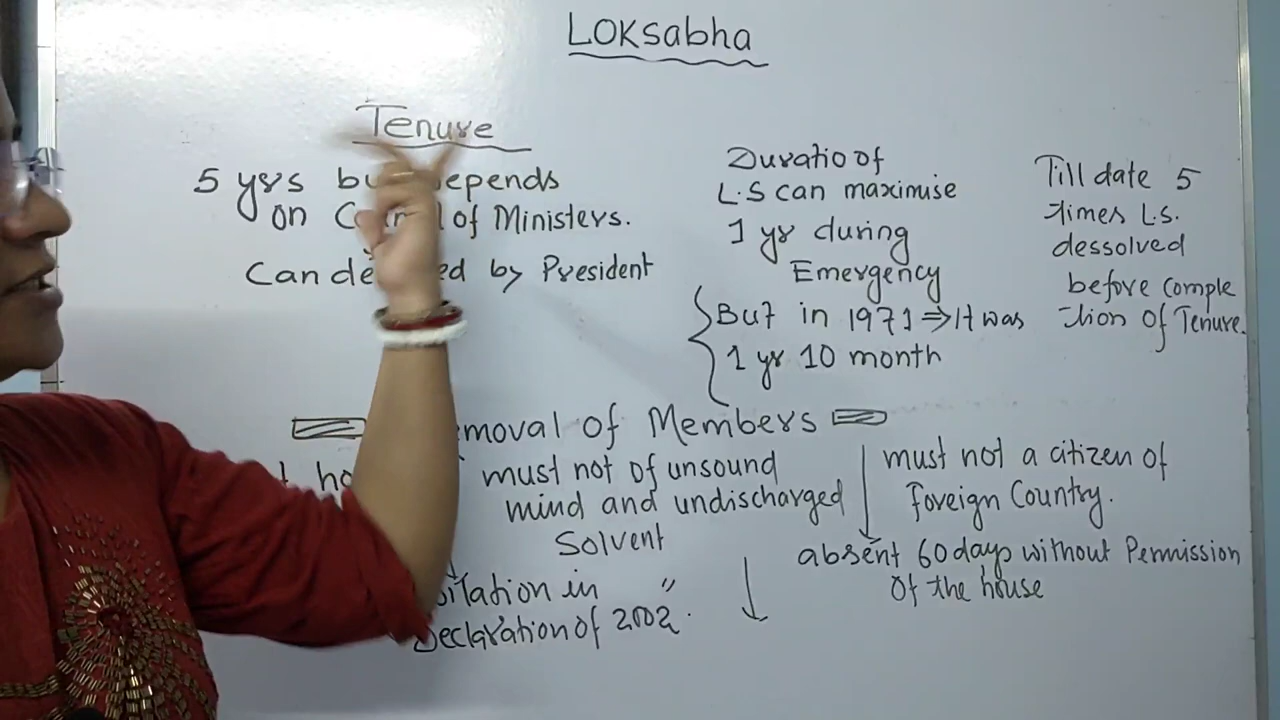 Loksabha
Tenure
5 yrs depends
on of Ministers.
Can by President
Duratio of
L.S can maximise
1 yr during
Emergency
But in 1971 ⇒ It was
1 yr 10 month
Till date 5
times L.S.
dessolved
before comple
-tion of Tenure.
moval of Members
must not of unsound
mind and undischarged
Solvent
in "
Declaration of 2002.
must not a citizen of
Foreign Country.
absent 60 days without Permission
Of the house